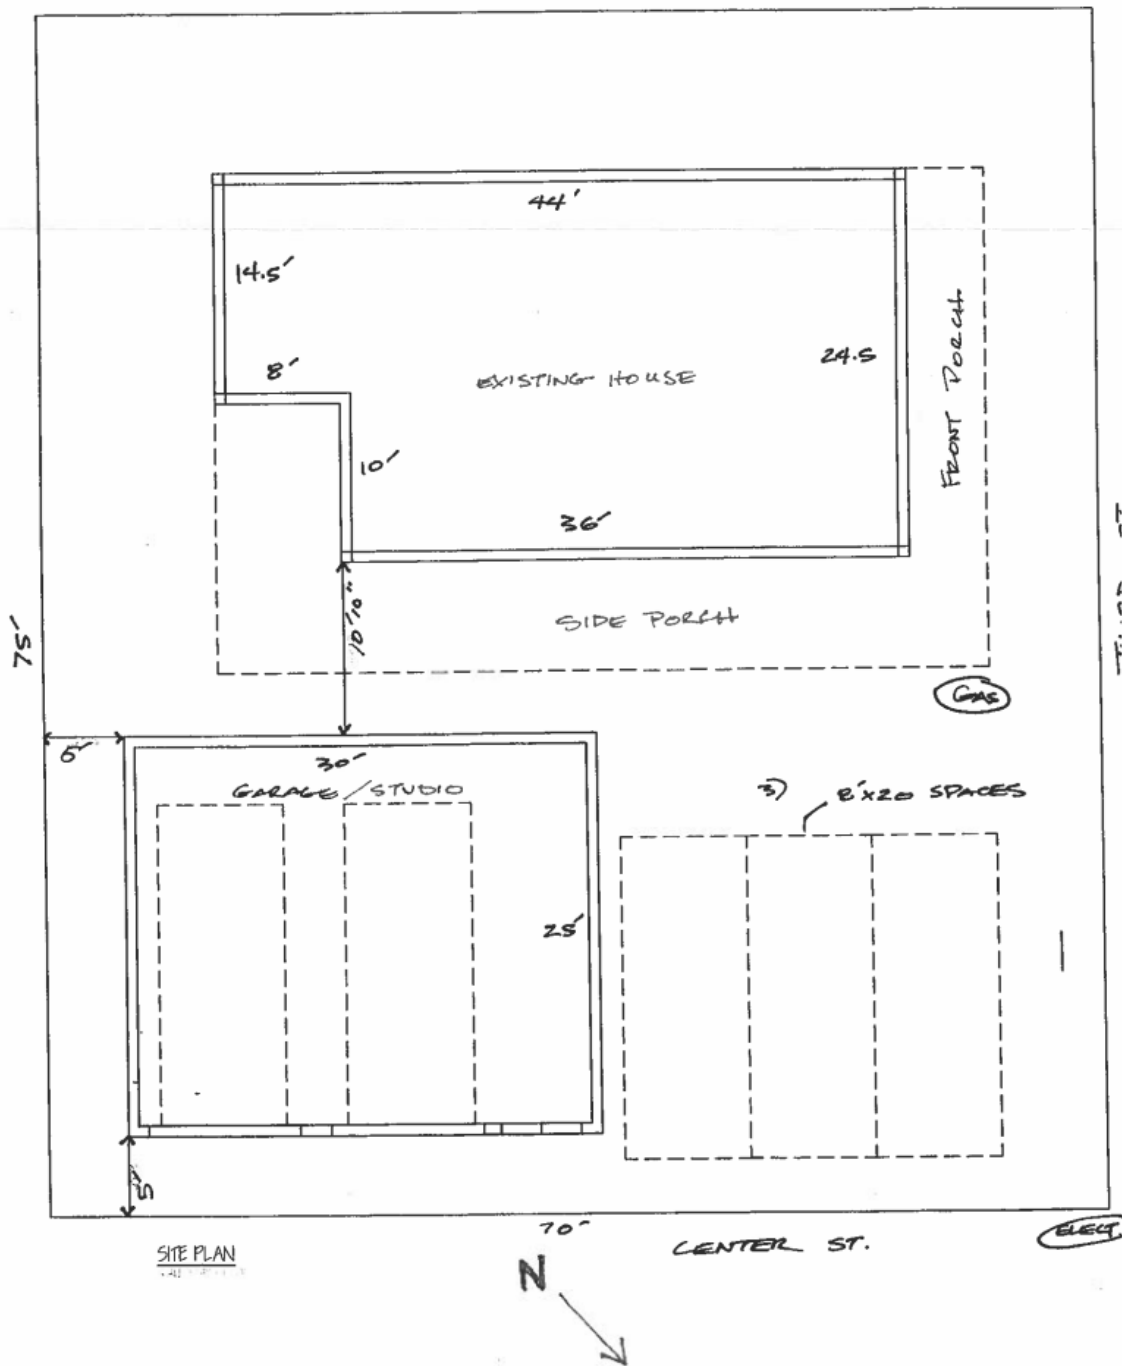 44´
14.5´
8´
EXISTING HOUSE
24.5
FRONT PORCH
10´
36´
10´10"
SIDE PORCH
75´
GAS
5´
30´
GARAGE/STUDIO
3) 8'X20 SPACES
25´
5´
70´
CENTER ST.
ELECT.
SITE PLAN
N